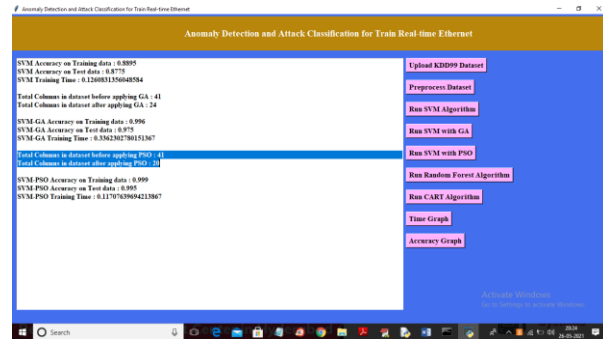 Anomaly Detection and Attack Classification for Train Real-time Ethernet
Anomaly Detection and Attack Classification for Train Real-time Ethernet
SVM Accuracy on Training data : 0.8895
SVM Accuracy on Test data : 0.8775
SVM Training Time : 0.1260831356048584
Total Columns in dataset before applying GA : 41
Total Columns in dataset after applying GA : 24
SVM-GA Accuracy on Training data : 0.996
SVM-GA Accuracy on Test data : 0.975
SVM-GA Training Time : 0.3362302780151367
Total Columns in dataset before applying PSO : 41
Total Columns in dataset after applying PSO : 20
SVM-PSO Accuracy on Training data : 0.999
SVM-PSO Accuracy on Test data : 0.995
SVM-PSO Training Time : 0.11707639694213867
Upload KDD99 Dataset
Preprocess Dataset
Run SVM Algorithm
Run SVM with GA
Run SVM with PSO
Run Random Forest Algorithm
Run CART Algorithm
Time Graph
Accuracy Graph
Activate Windows
Go to Settings to activate Windows.
Search
20:24
26-05-2021